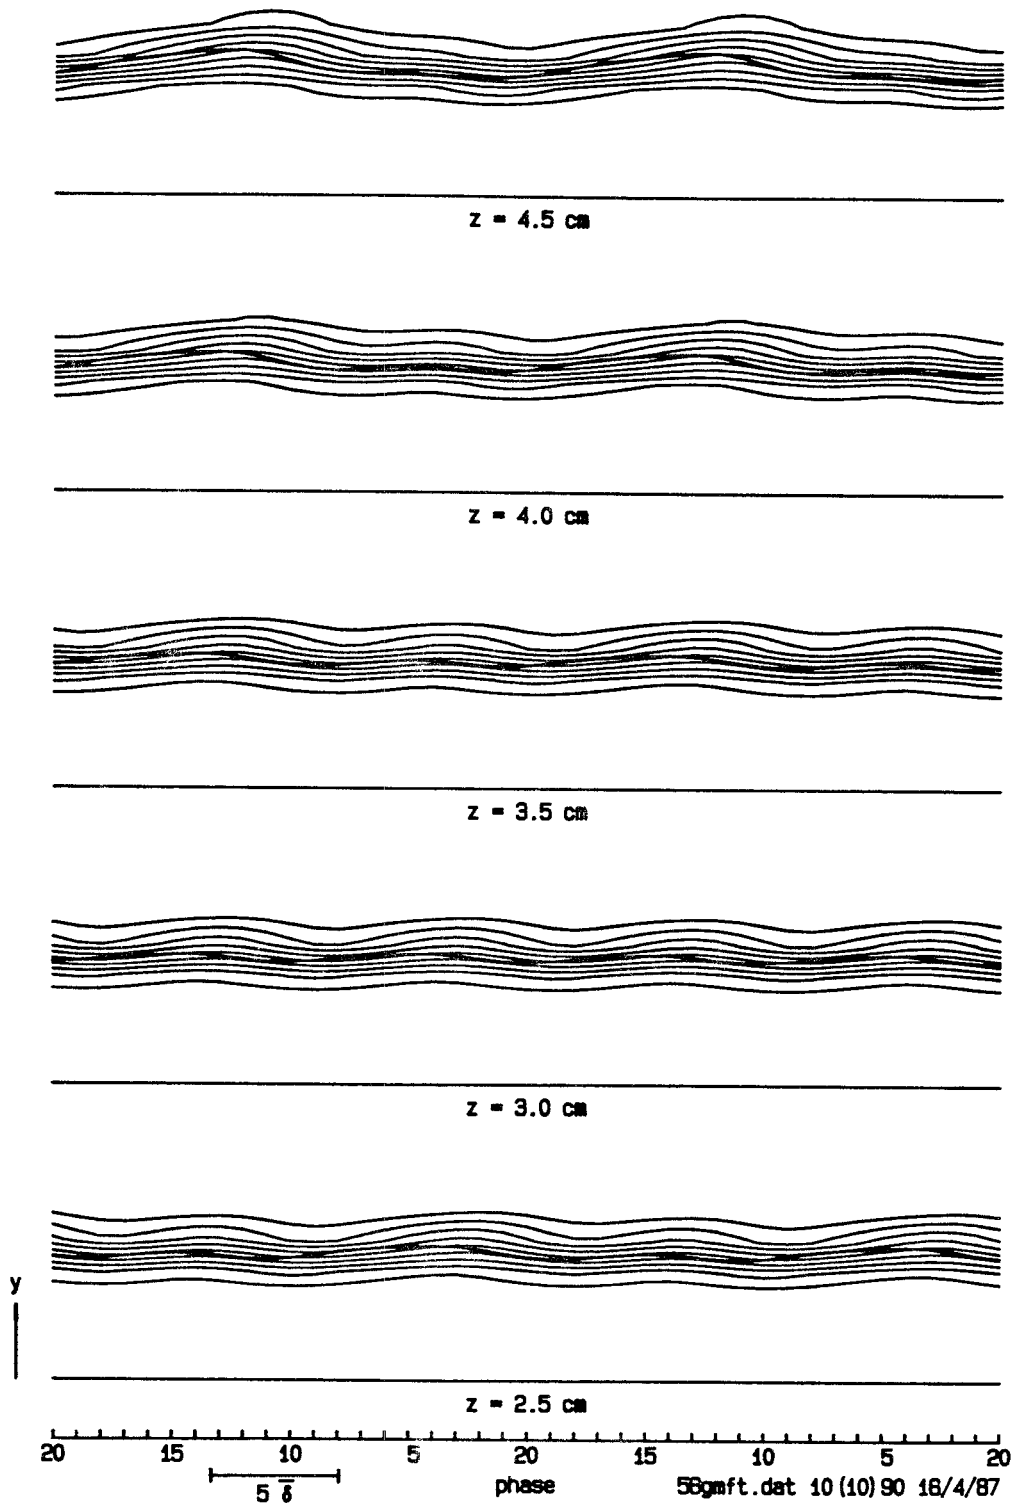 z = 4.5 cm
z = 4.0 cm
z = 3.5 cm
z = 3.0 cm
y
z = 2.5 cm
20 15 10 5 20 15 10 5 20
5 δ̅ phase 58gmft.dat 10 (10) 90 16/4/87